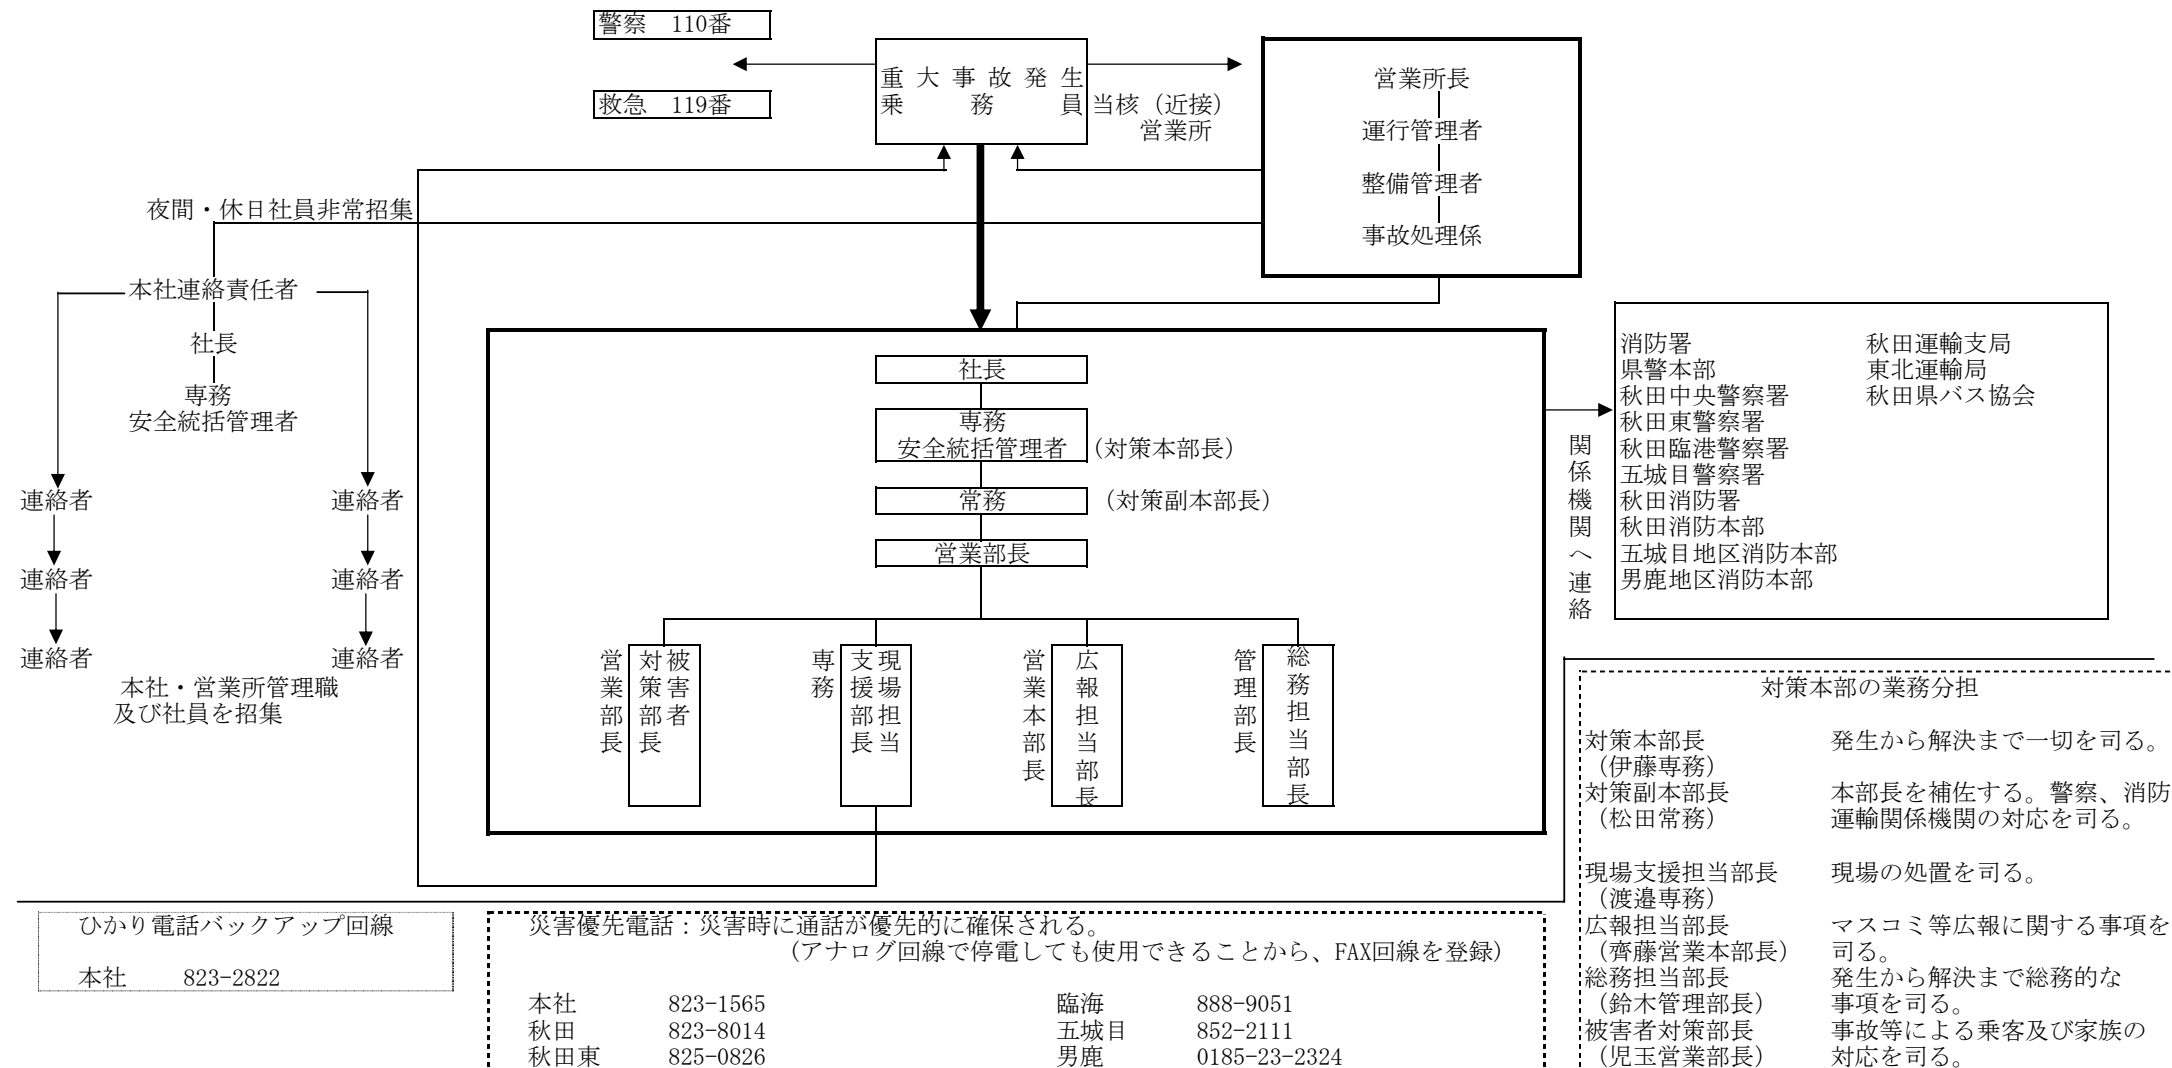 警察　110番
救急　119番
重大事故発生
乗務員
当核（近接）
営業所
営業所長
運行管理者
整備管理者
事故処理係
夜間・休日社員非常招集
本社連絡責任者
社長
専務
安全統括管理者
連絡者
連絡者
連絡者
連絡者
連絡者
連絡者
本社・営業所管理職
及び社員を招集
社長
専務
安全統括管理者
（対策本部長）
常務
（対策副本部長）
営業部長
営業部長
被害者
対策部長
専務
現場担当
支援部長
営業本部長
広報担当部長
管理部長
総務担当部長
関係機関へ連絡
消防署
県警本部
秋田中央警察署
秋田東警察署
秋田臨港警察署
五城目警察署
秋田消防署
秋田消防本部
五城目地区消防本部
男鹿地区消防本部
秋田運輸支局
東北運輸局
秋田県バス協会
対策本部の業務分担
対策本部長　発生から解決まで一切を司る。
（伊藤専務）
対策副本部長　本部長を補佐する。警察、消防
（松田常務）　運輸関係機関の対応を司る。
現場支援担当部長　現場の処置を司る。
（渡邉専務）
広報担当部長　マスコミ等広報に関する事項を
（齊藤営業本部長）　司る。
総務担当部長　発生から解決まで総務的な
（鈴木管理部長）　事項を司る。
被害者対策部長　事故等による乗客及び家族の
（児玉営業部長）　対応を司る。
ひかり電話バックアップ回線
本社　823-2822
災害優先電話：災害時に通話が優先的に確保される。
（アナログ回線で停電しても使用できることから、FAX回線を登録）
本社　823-1565　臨海　888-9051
秋田　823-8014　五城目　852-2111
秋田東　825-0826　男鹿　0185-23-2324